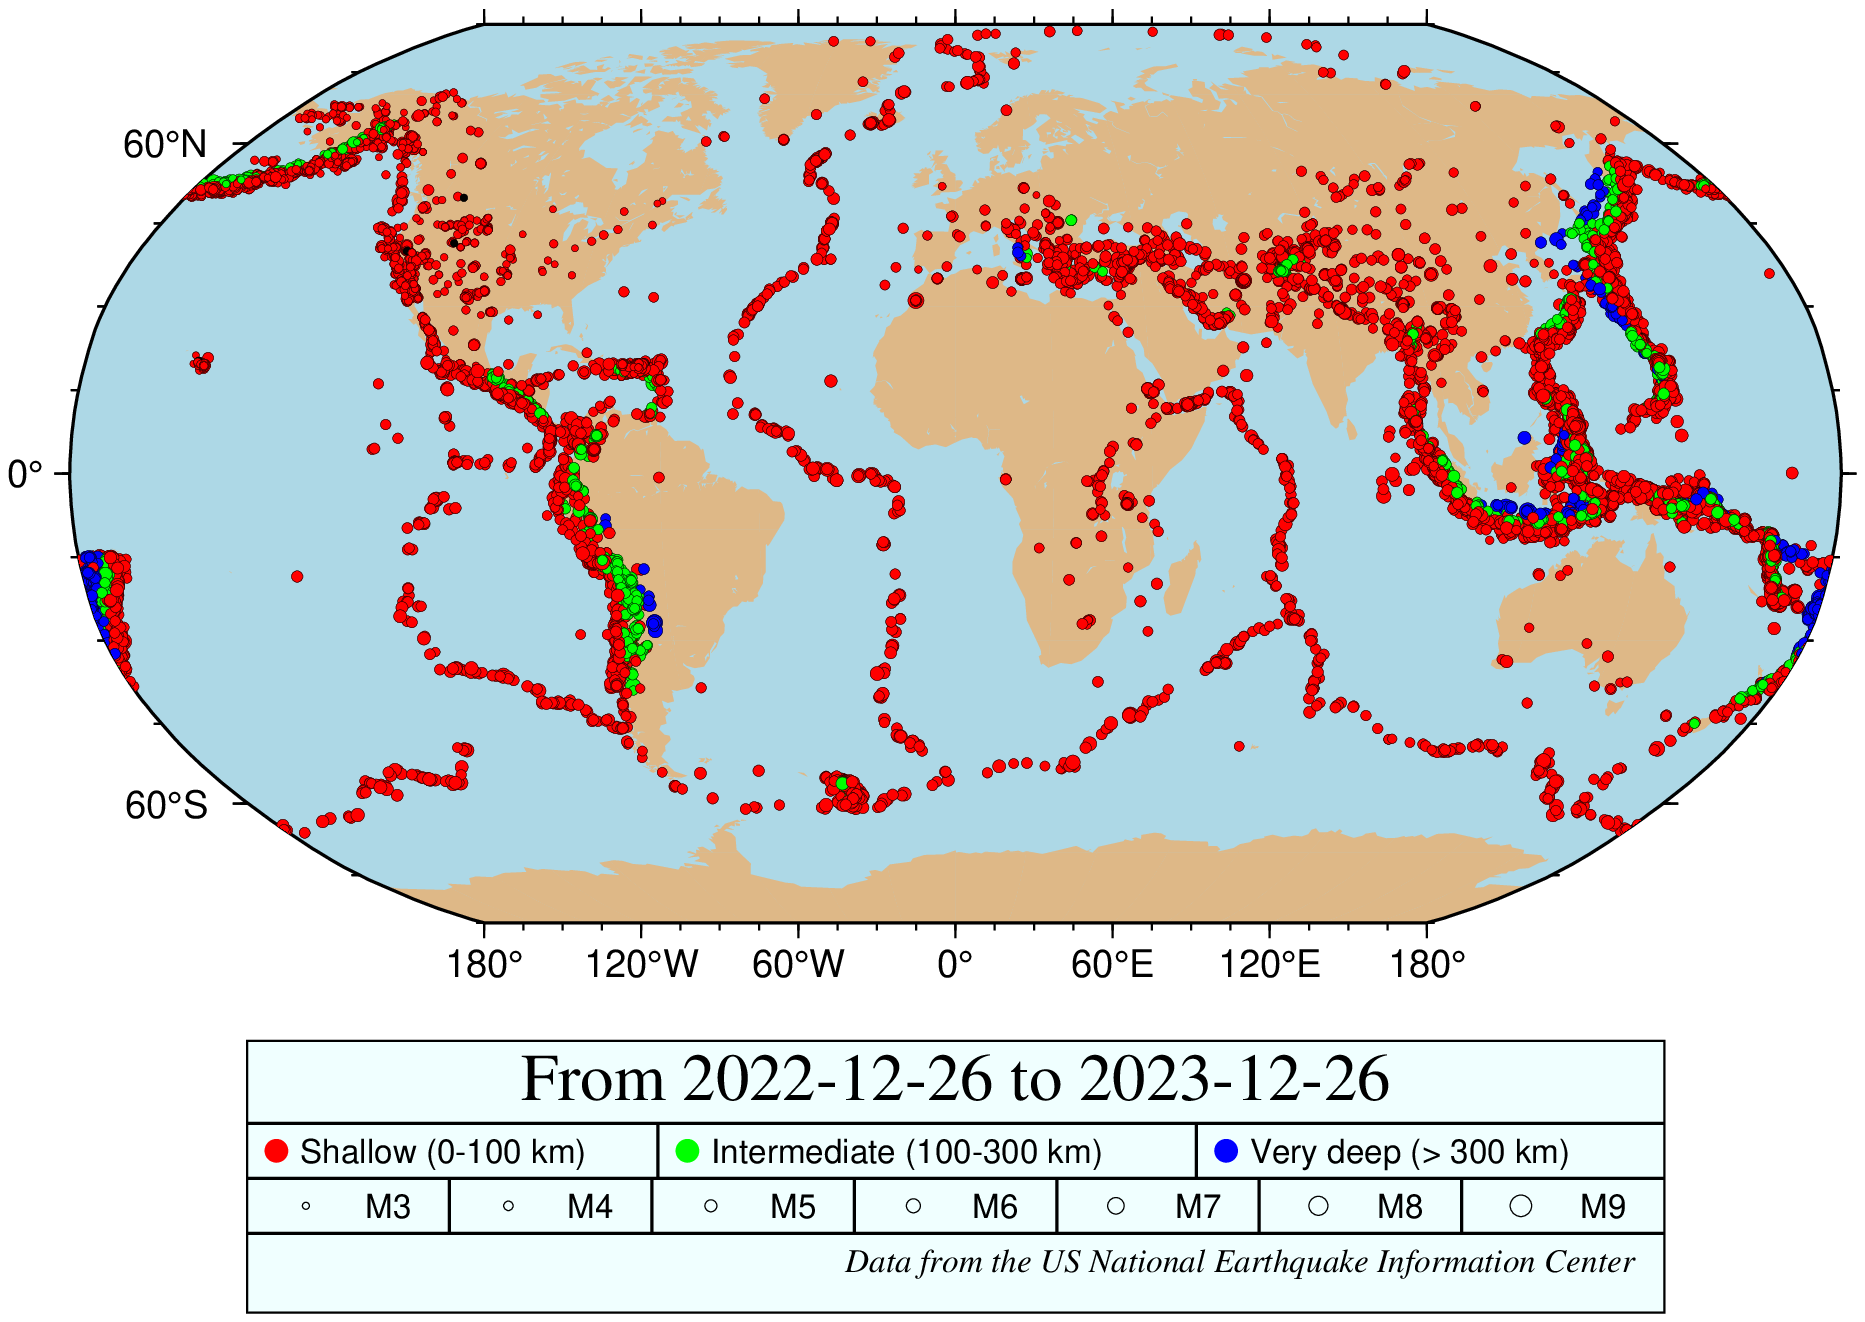 60°N
0°
60°S
180° 120°W 60°W 0° 60°E 120°E 180°
From 2022-12-26 to 2023-12-26
Shallow (0-100 km) Intermediate (100-300 km) Very deep (> 300 km)
M3 M4 M5 M6 M7 M8 M9
Data from the US National Earthquake Information Center